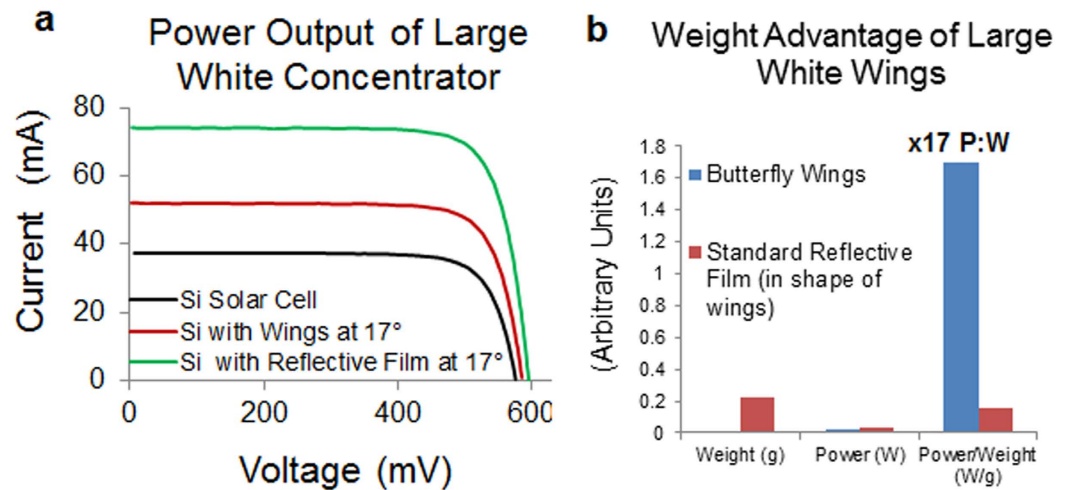 a
Power Output of Large
White Concentrator
80
60
40
20
0
Current (mA)
Si Solar Cell
Si with Wings at 17°
Si with Reflective Film at 17°
0 200 400 600
Voltage (mV)
b
Weight Advantage of Large
White Wings
x17 P:W
1.8
1.6
1.4
1.2
1
0.8
0.6
0.4
0.2
0
(Arbitrary Units)
Butterfly Wings
Standard Reflective
Film (in shape of
wings)
Weight (g) Power (W) Power/Weight
(W/g)